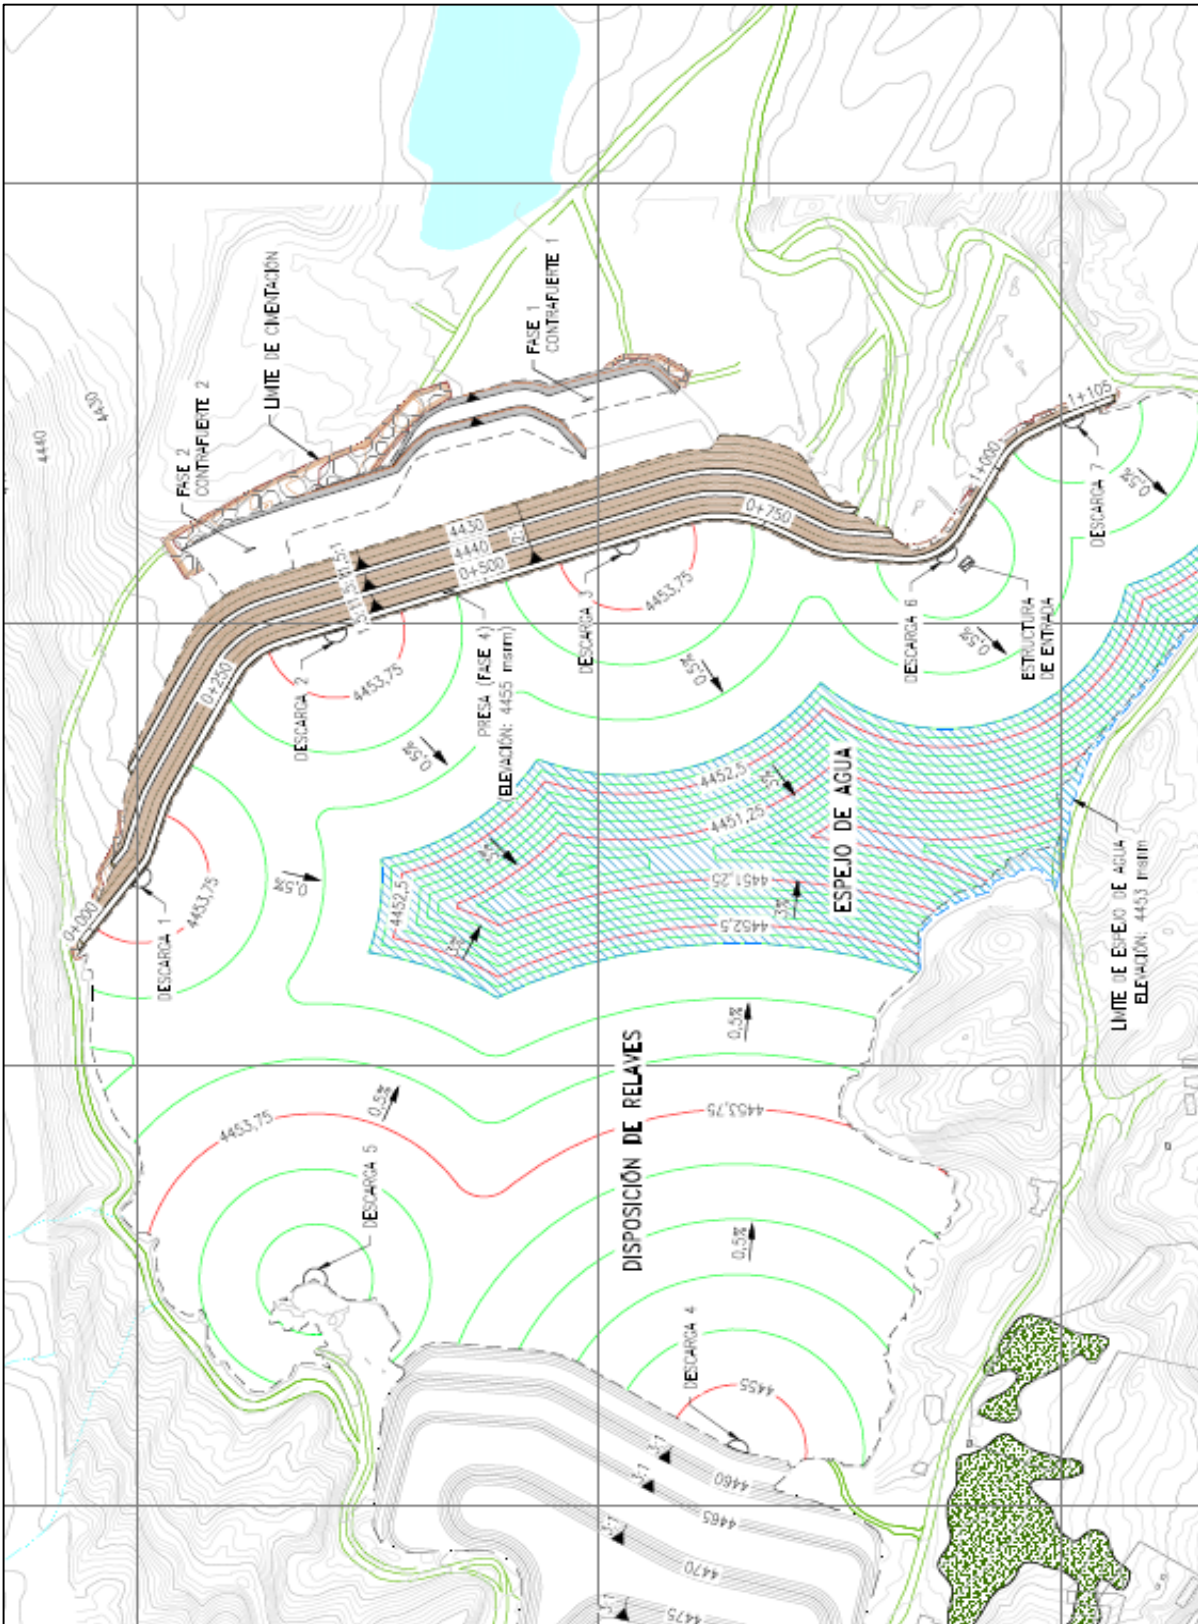 4440
4430
FASE 2
CONTRAFUERTE 2
LÍMITE DE CIMENTACIÓN
FASE 1
CONTRAFUERTE 1
0+000
0+250
4430
4440
0+500
0+750
1+000
1+105
DESCARGA 1
4453,75
0,5%
DESCARGA 2
4453,75
0,5%
PRESA (FASE 4)
(ELEVACIÓN: 4455 msnm)
DESCARGA 3
4453,75
0,5%
DESCARGA 6
ESTRUCTURA
DE ENTRADA
0,5%
DESCARGA 7
0,5%
4452,5
4452,5
4451,25
4451,25
4452,5
3%
3%
3%
3%
ESPEJO DE AGUA
LÍMITE DE ESPEJO DE AGUA
ELEVACIÓN: 4453 msnm
0,5%
4453,75
0,5%
4453,75
DISPOSICIÓN DE RELAVES
DESCARGA 5
0,5%
DESCARGA 4
4455
4460
4465
4470
4475